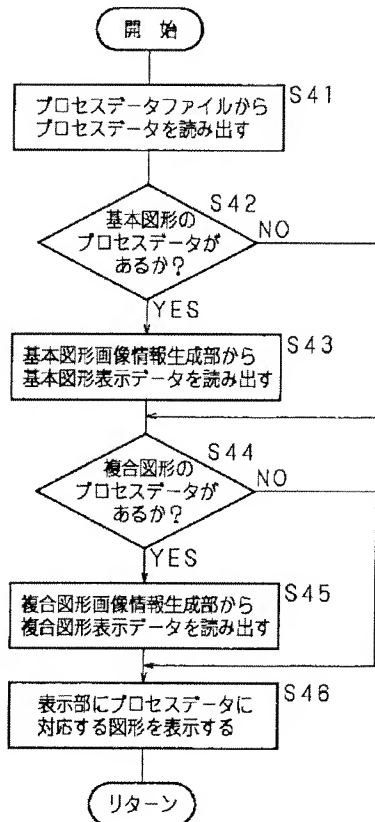 開 始
プロセスデータファイルから
プロセスデータを読み出す
S41
基本図形の
プロセスデータが
あるか?
S42
NO
YES
基本図形画像情報生成部から
基本図形表示データを読み出す
S43
複合図形の
プロセスデータが
あるか?
S44
NO
YES
複合図形画像情報生成部から
複合図形表示データを読み出す
S45
表示部にプロセスデータに
対応する図形を表示する
S46
リターン